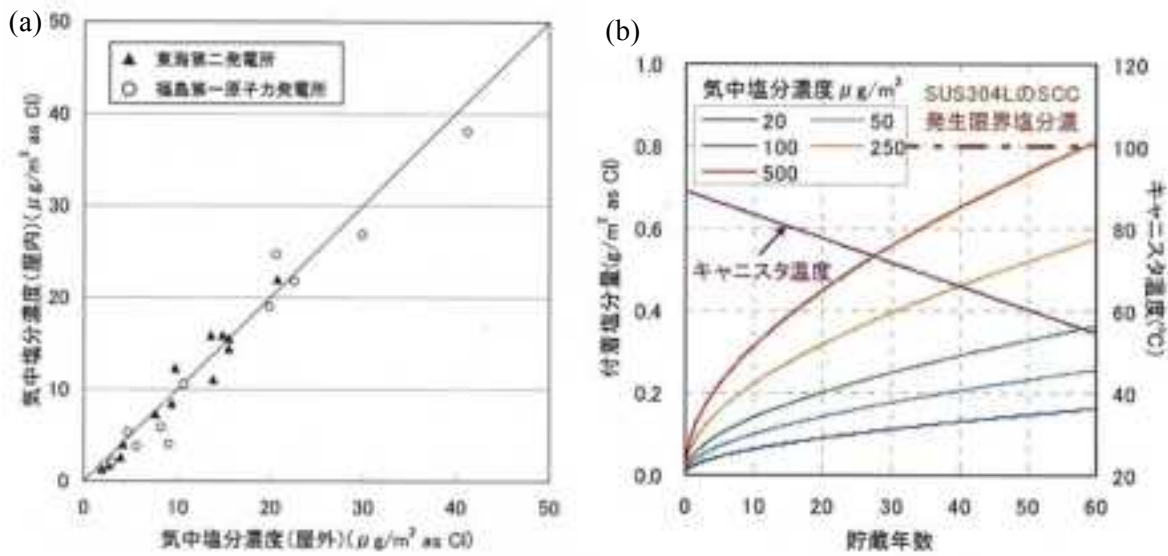 (a)
50
40
30
20
10
0
気中塩分濃度(屋内)(μg/m³ as Cl)
▲ 東海第二発電所
○ 福島第一原子力発電所
0 10 20 30 40 50
気中塩分濃度(屋外)(μg/m³ as Cl)
(b)
1.0
0.8
0.6
0.4
0.2
0.0
付着塩分量(g/m² as Cl)
気中塩分濃度μg/m³
20 50
100 250
500
SUS304LのSCC
発生限界塩分濃
キャニスタ温度
120
100
80
60
40
20
キャニスタ温度(℃)
0 10 20 30 40 50 60
貯蔵年数